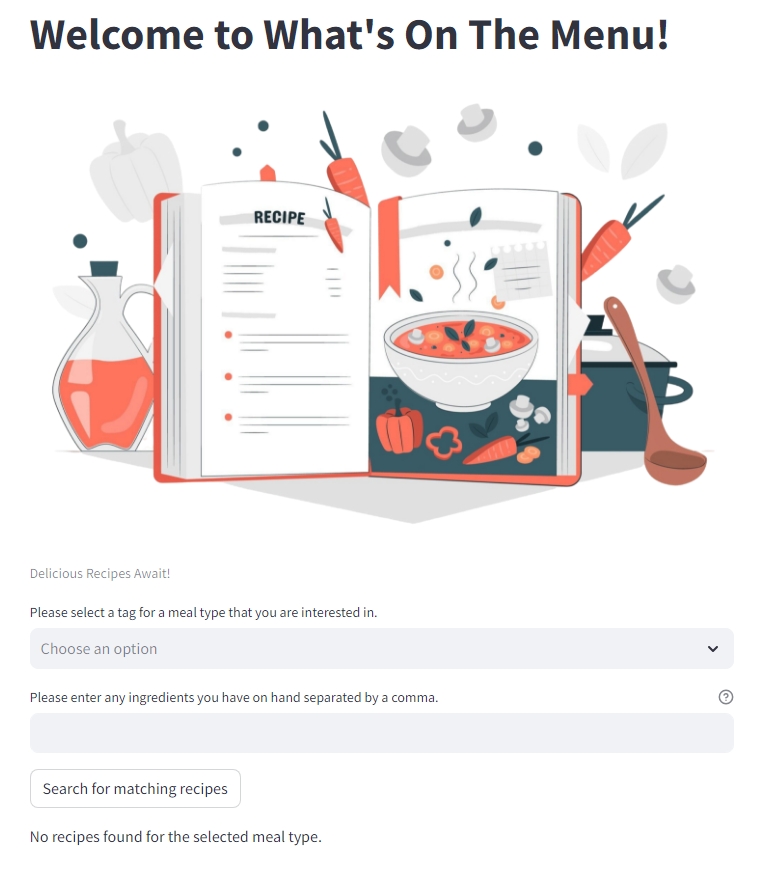 Welcome to What's On The Menu!
RECIPE
Delicious Recipes Await!
Please select a tag for a meal type that you are interested in.
Choose an option
Please enter any ingredients you have on hand separated by a comma.
Search for matching recipes
No recipes found for the selected meal type.